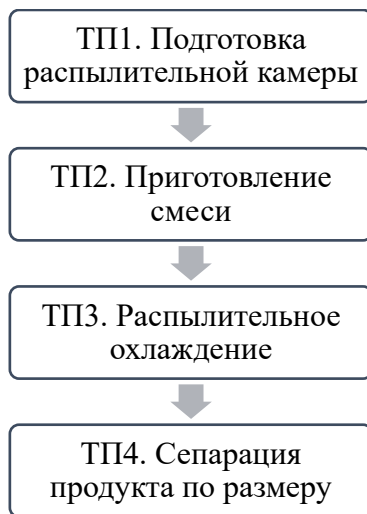 ТП1. Подготовка
распылительной камеры
ТП2. Приготовление
смеси
ТП3. Распылительное
охлаждение
ТП4. Сепарация
продукта по размеру